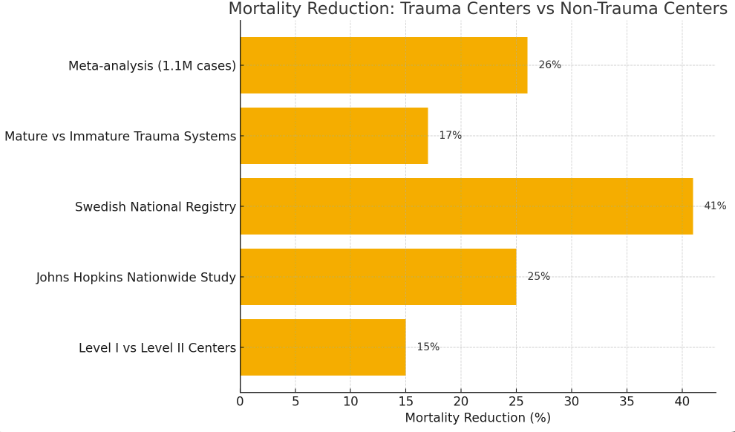 Mortality Reduction: Trauma Centers vs Non-Trauma Centers
Meta-analysis (1.1M cases)
26%
Mature vs Immature Trauma Systems
17%
Swedish National Registry
41%
Johns Hopkins Nationwide Study
25%
Level I vs Level II Centers
15%
0 5 10 15 20 25 30 35 40
Mortality Reduction (%)